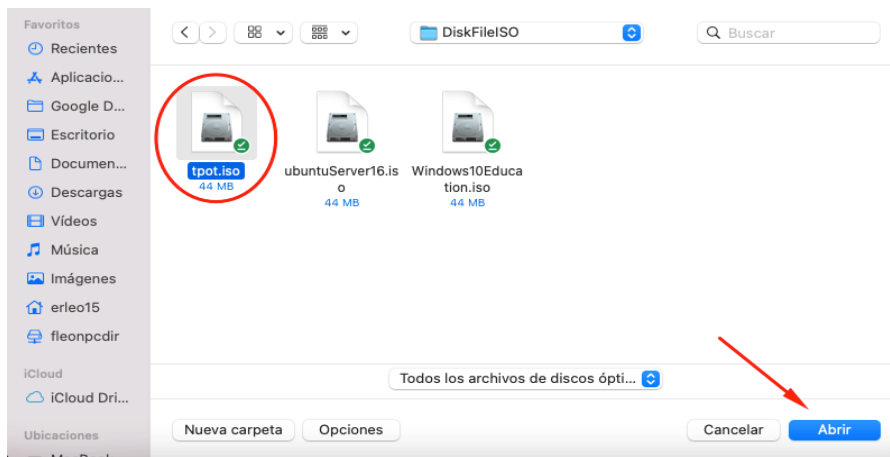 Favoritos
Recientes
Aplicacio...
Google D...
Escritorio
Documen...
Descargas
Vídeos
Música
Imágenes
erleo15
fleonpcdir
iCloud
iCloud Dri...
Ubicaciones
DiskFileISO
Buscar
tpot.iso
44 MB
ubuntuServer16.is
o
44 MB
Windows10Educa
tion.iso
44 MB
Todos los archivos de discos ópti...
Nueva carpeta
Opciones
Cancelar
Abrir